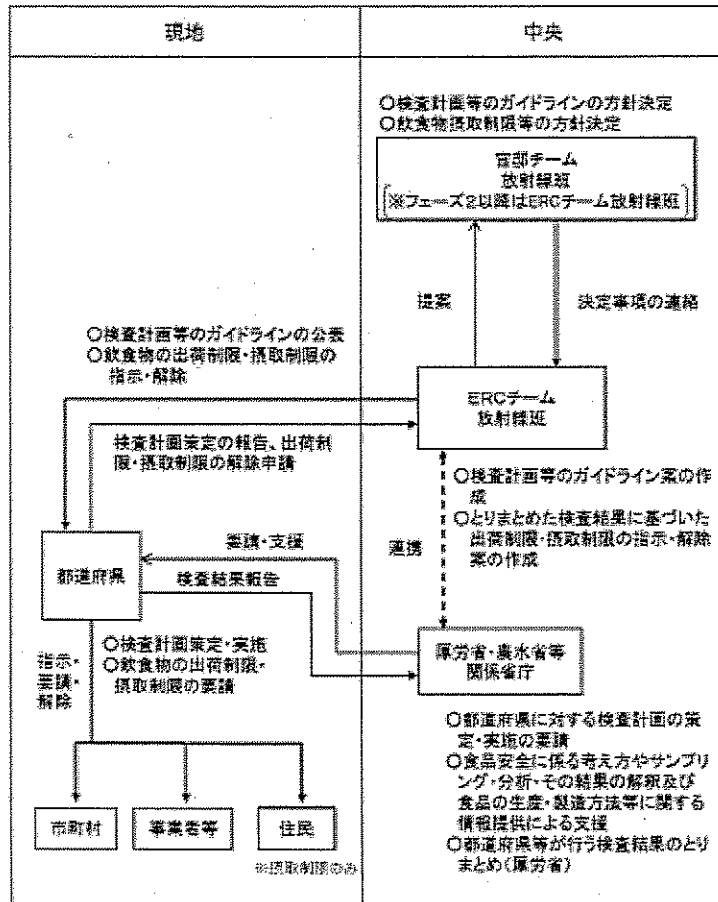 現地
中央
○検査計画等のガイドラインの方針決定
○飲食物摂取制限等の方針決定
官邸チーム
放射線班
※フェーズ2以降はERCチーム放射線班
提案
決定事項の連絡
○検査計画等のガイドラインの公表
○飲食物の出荷制限・摂取制限の
指示・解除
ERCチーム
放射線班
検査計画策定の報告、出荷制
限・摂取制限の解除申請
○検査計画等のガイドライン案の作
成
○とりまとめた検査結果に基づいた
出荷制限・摂取制限の指示・解除
案の作成
連携
要請・支援
都道府県
検査結果報告
指示・
要請・
解除
○検査計画策定・実施
○飲食物の出荷制限・
摂取制限の要請
厚労省・農水省等
関係省庁
○都道府県に対する検査計画の策
定・実施の要請
○食品安全に係る考え方やサンプ
リング・分析・その結果の解釈及び
食品の生産・製造方法等に関する
情報提供による支援
○都道府県等が行う検査結果のとり
まとめ(厚労省)
市町村
事業者等
住民
※摂取制限のみ